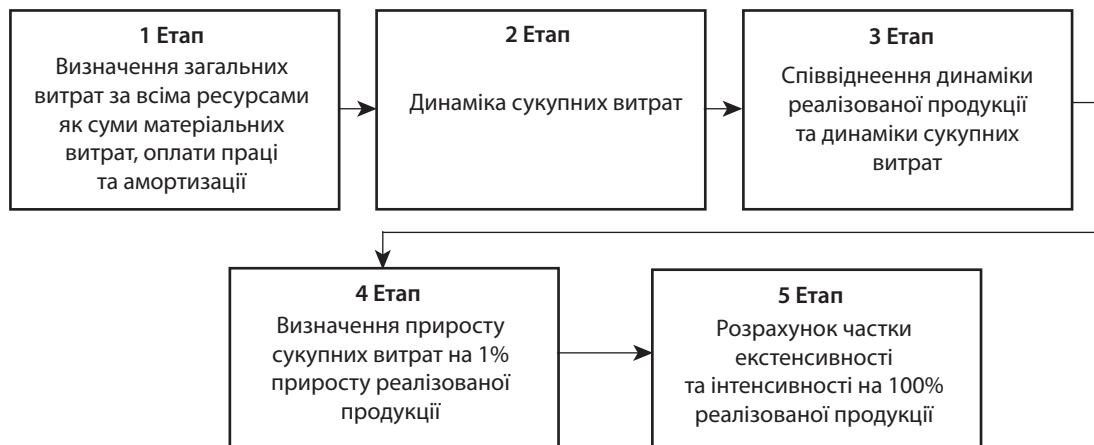 1 Етап
Визначення загальних
витрат за всіма ресурсами
як суми матеріальних
витрат, оплати праці
та амортизації
2 Етап
Динаміка сукупних витрат
3 Етап
Співвіднеення динаміки
реалізованої продукції
та динаміки сукупних
витрат
4 Етап
Визначення приросту
сукупних витрат на 1%
приросту реалізованої
продукції
5 Етап
Розрахунок частки
екстенсивності
та інтенсивності на 100%
реалізованої продукції